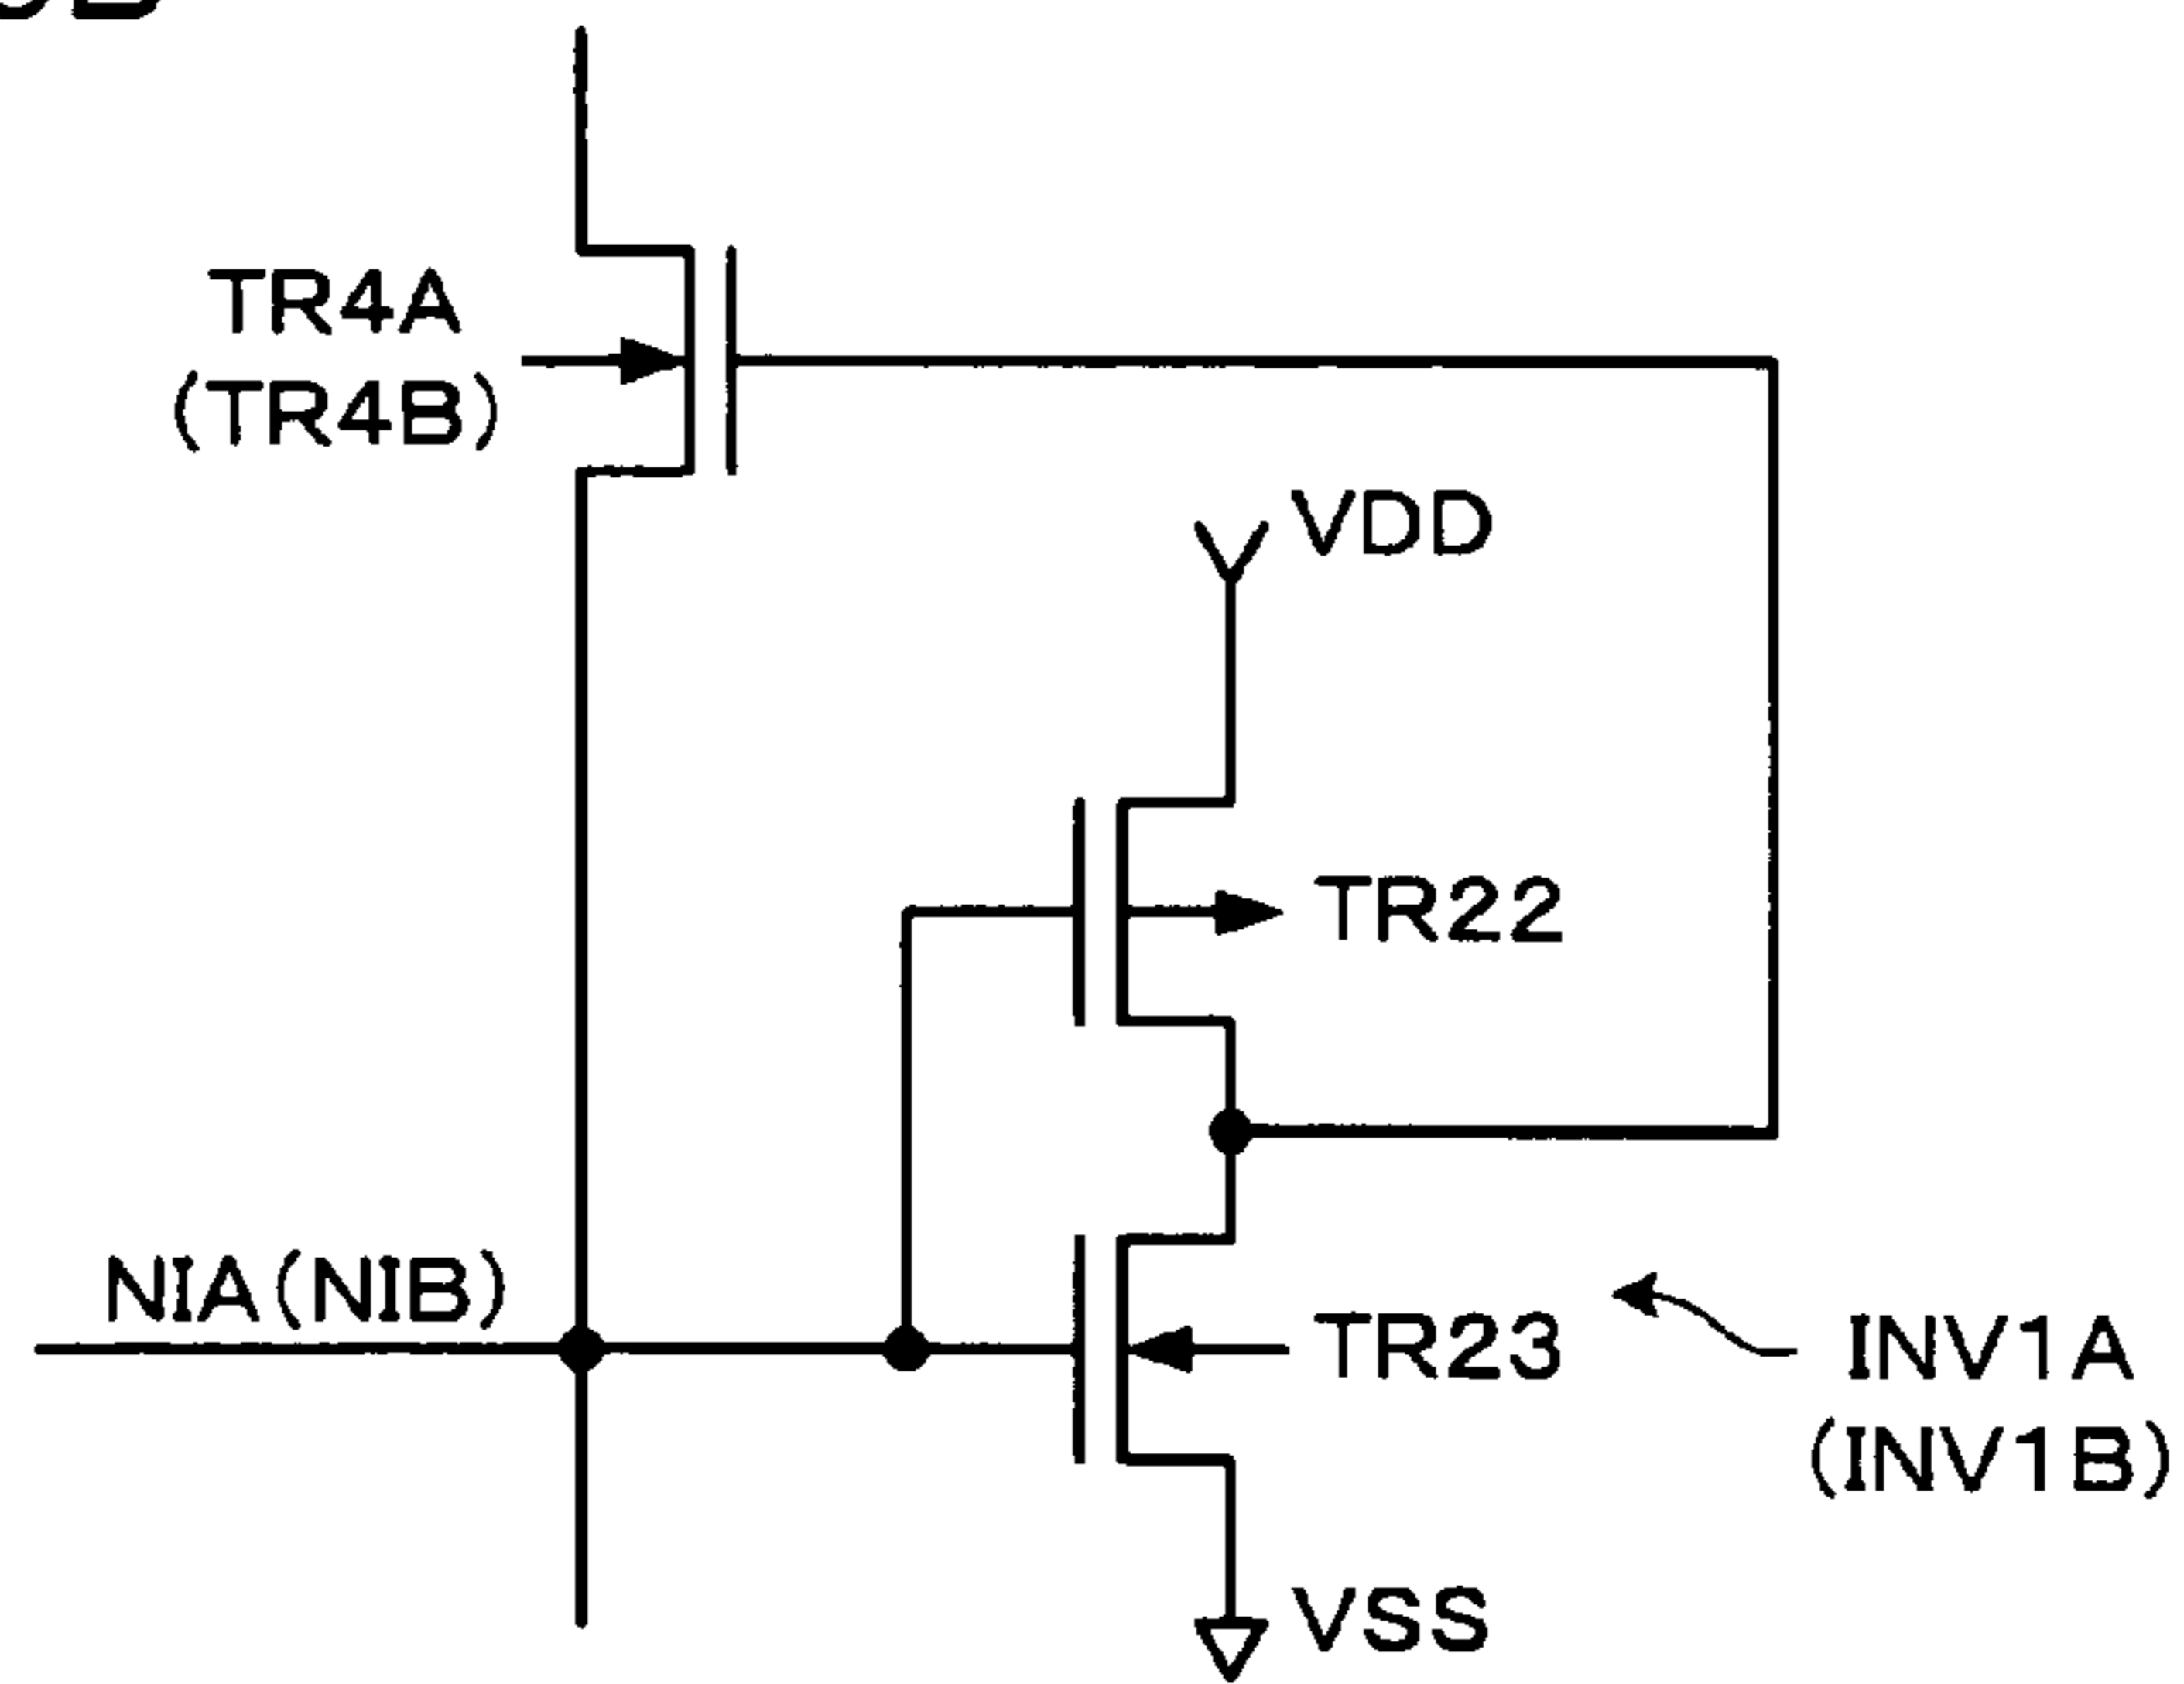 TR4A
(TR4B)
VDD
TR22
NIA(NIB)
TR23
INV1A
(INV1B)
VSS